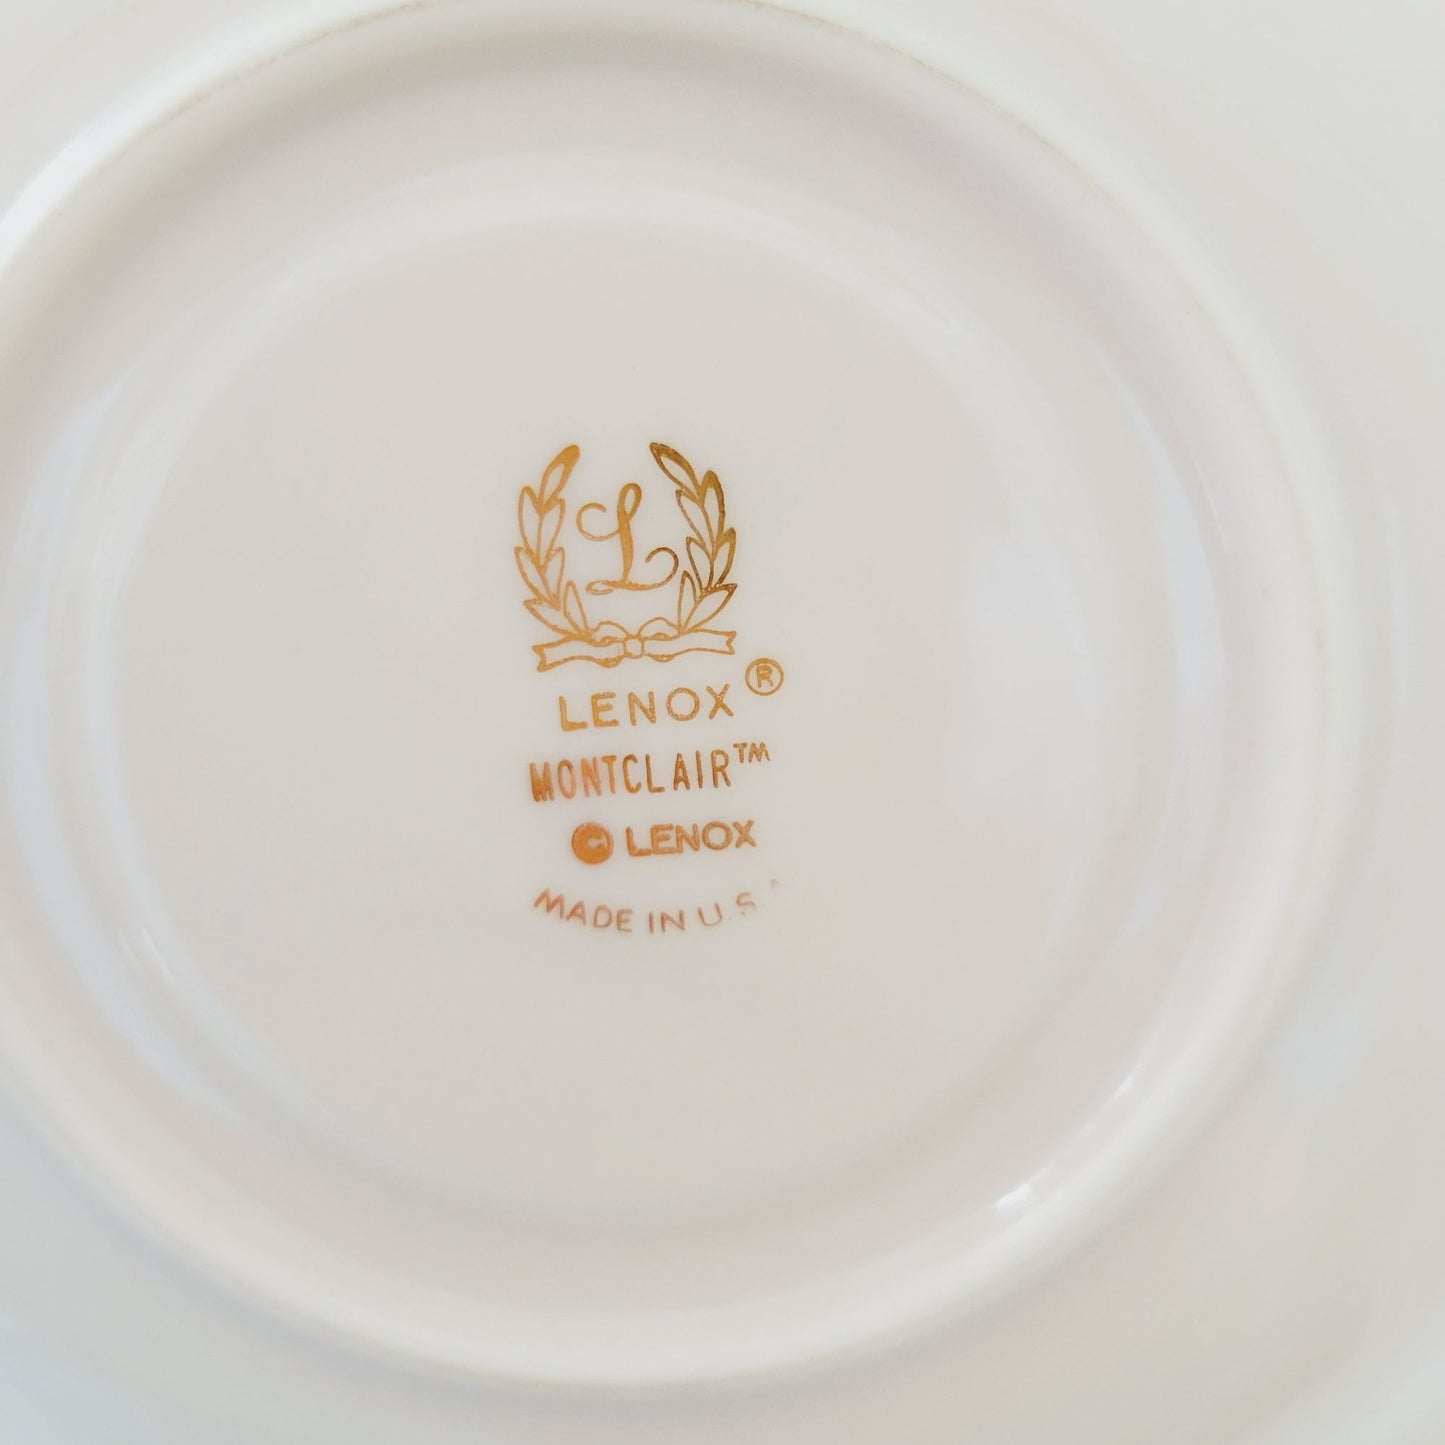 L
LENOX®
MONTCLAIR™
© LENOX
MADE IN U.S